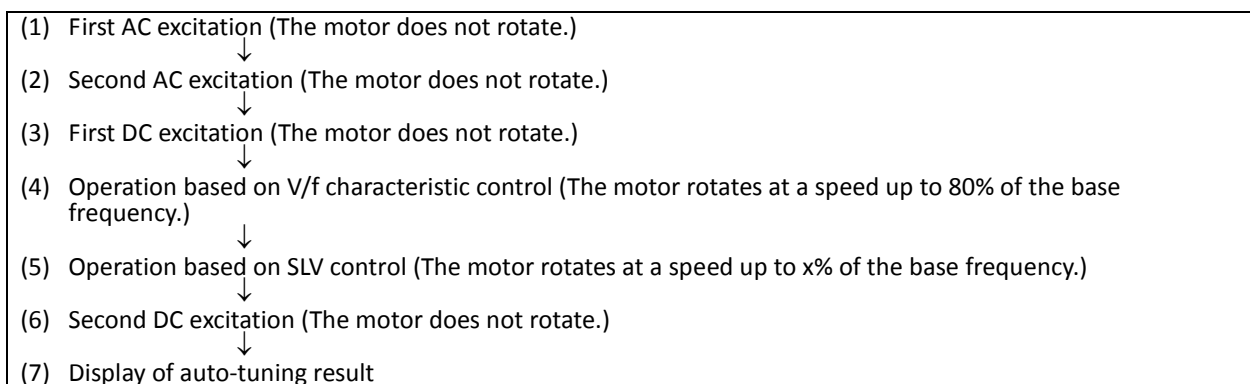 (1) First AC excitation (The motor does not rotate.)
↓
(2) Second AC excitation (The motor does not rotate.)
↓
(3) First DC excitation (The motor does not rotate.)
↓
(4) Operation based on V/f characteristic control (The motor rotates at a speed up to 80% of the base
frequency.)
↓
(5) Operation based on SLV control (The motor rotates at a speed up to x% of the base frequency.)
↓
(6) Second DC excitation (The motor does not rotate.)
↓
(7) Display of auto-tuning result